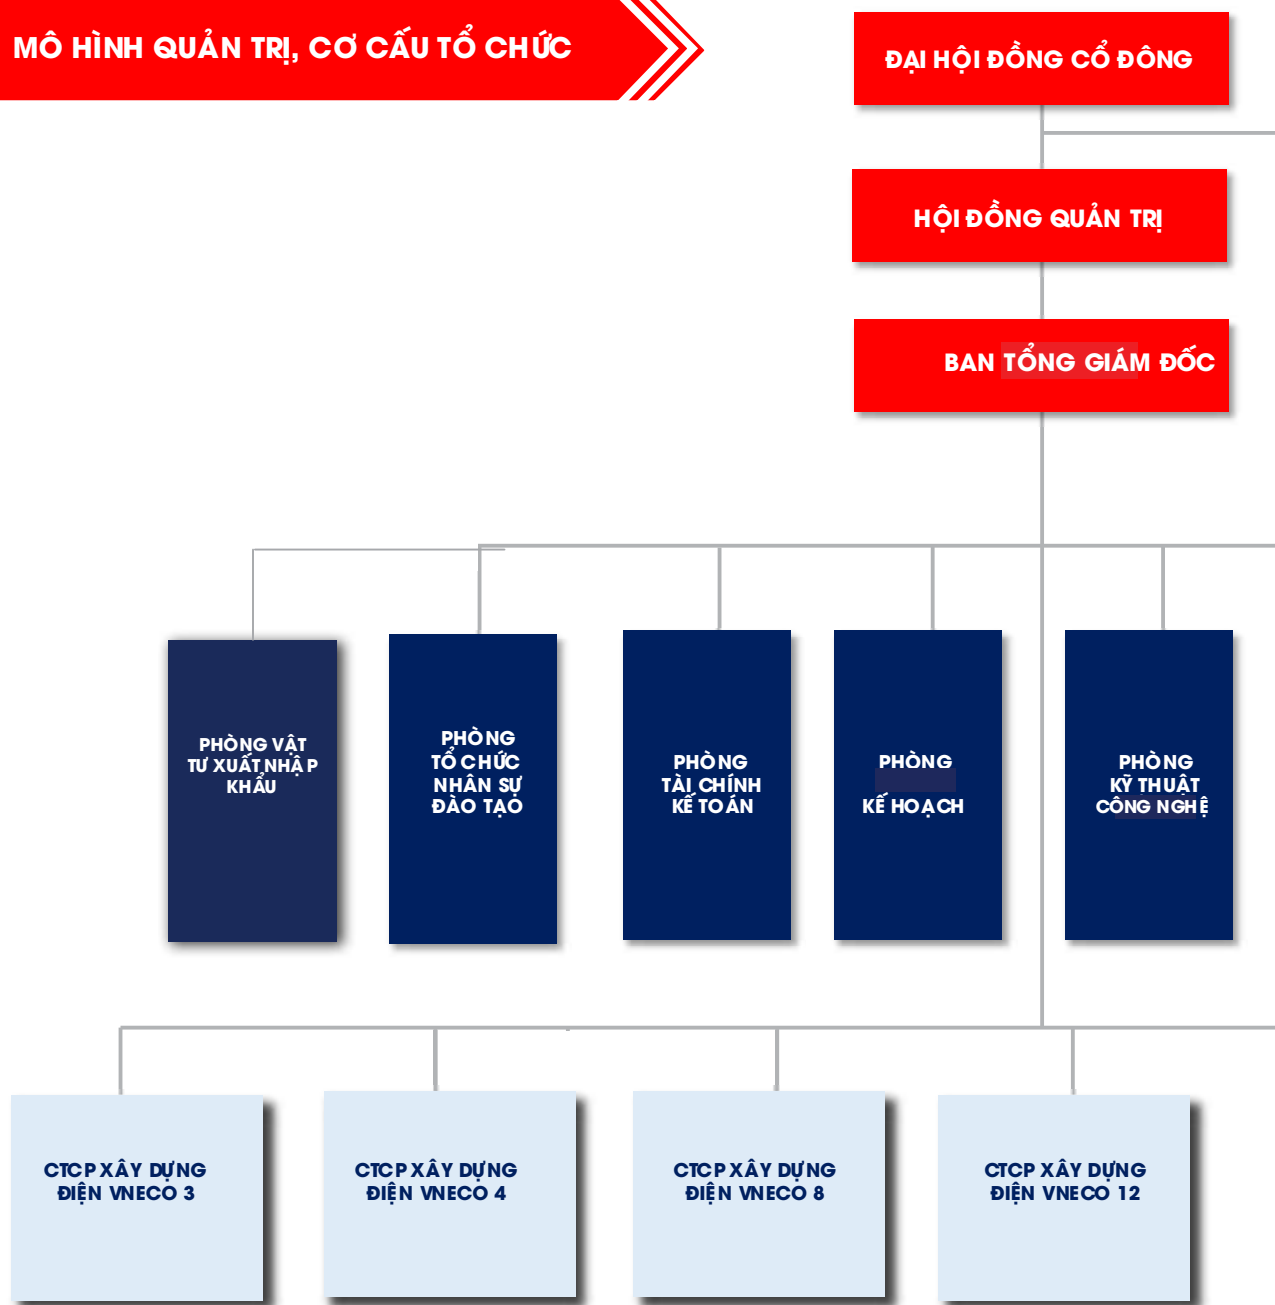 MÔ HÌNH QUẢN TRỊ, CƠ CẤU TỔ CHỨC
ĐẠI HỘI ĐỒNG CỔ ĐÔNG
HỘI ĐỒNG QUẢN TRỊ
BAN TỔNG GIÁM ĐỐC
PHÒNG VẬT
TƯ XUẤT NHẬP
KHẨU
PHÒNG
TỔ CHỨC
NHÂN SỰ
ĐÀO TẠO
PHÒNG
TÀI CHÍNH
KẾ TOÁN
PHÒNG
KẾ HOẠCH
PHÒNG
KỸ THUẬT
CÔNG NGHỆ
CTCP XÂY DỰNG
ĐIỆN VNECO 3
CTCP XÂY DỰNG
ĐIỆN VNECO 4
CTCP XÂY DỰNG
ĐIỆN VNECO 8
CTCP XÂY DỰNG
ĐIỆN VNECO 12